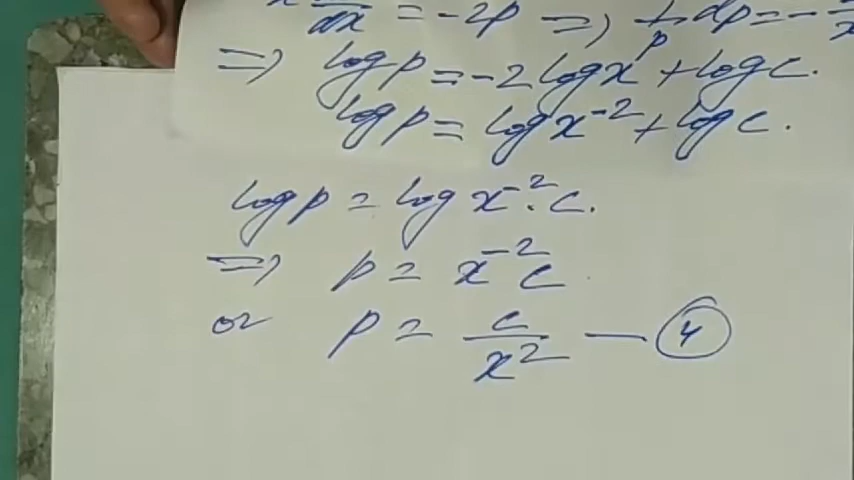 x dp/dx = -2p ⇒ 1/p dp = -
⇒ log p = -2 log x + log c.
log p = log x⁻² + log c.
log p = log x⁻² · c.
⇒ p = x⁻² c
or p = c/x² — (4)